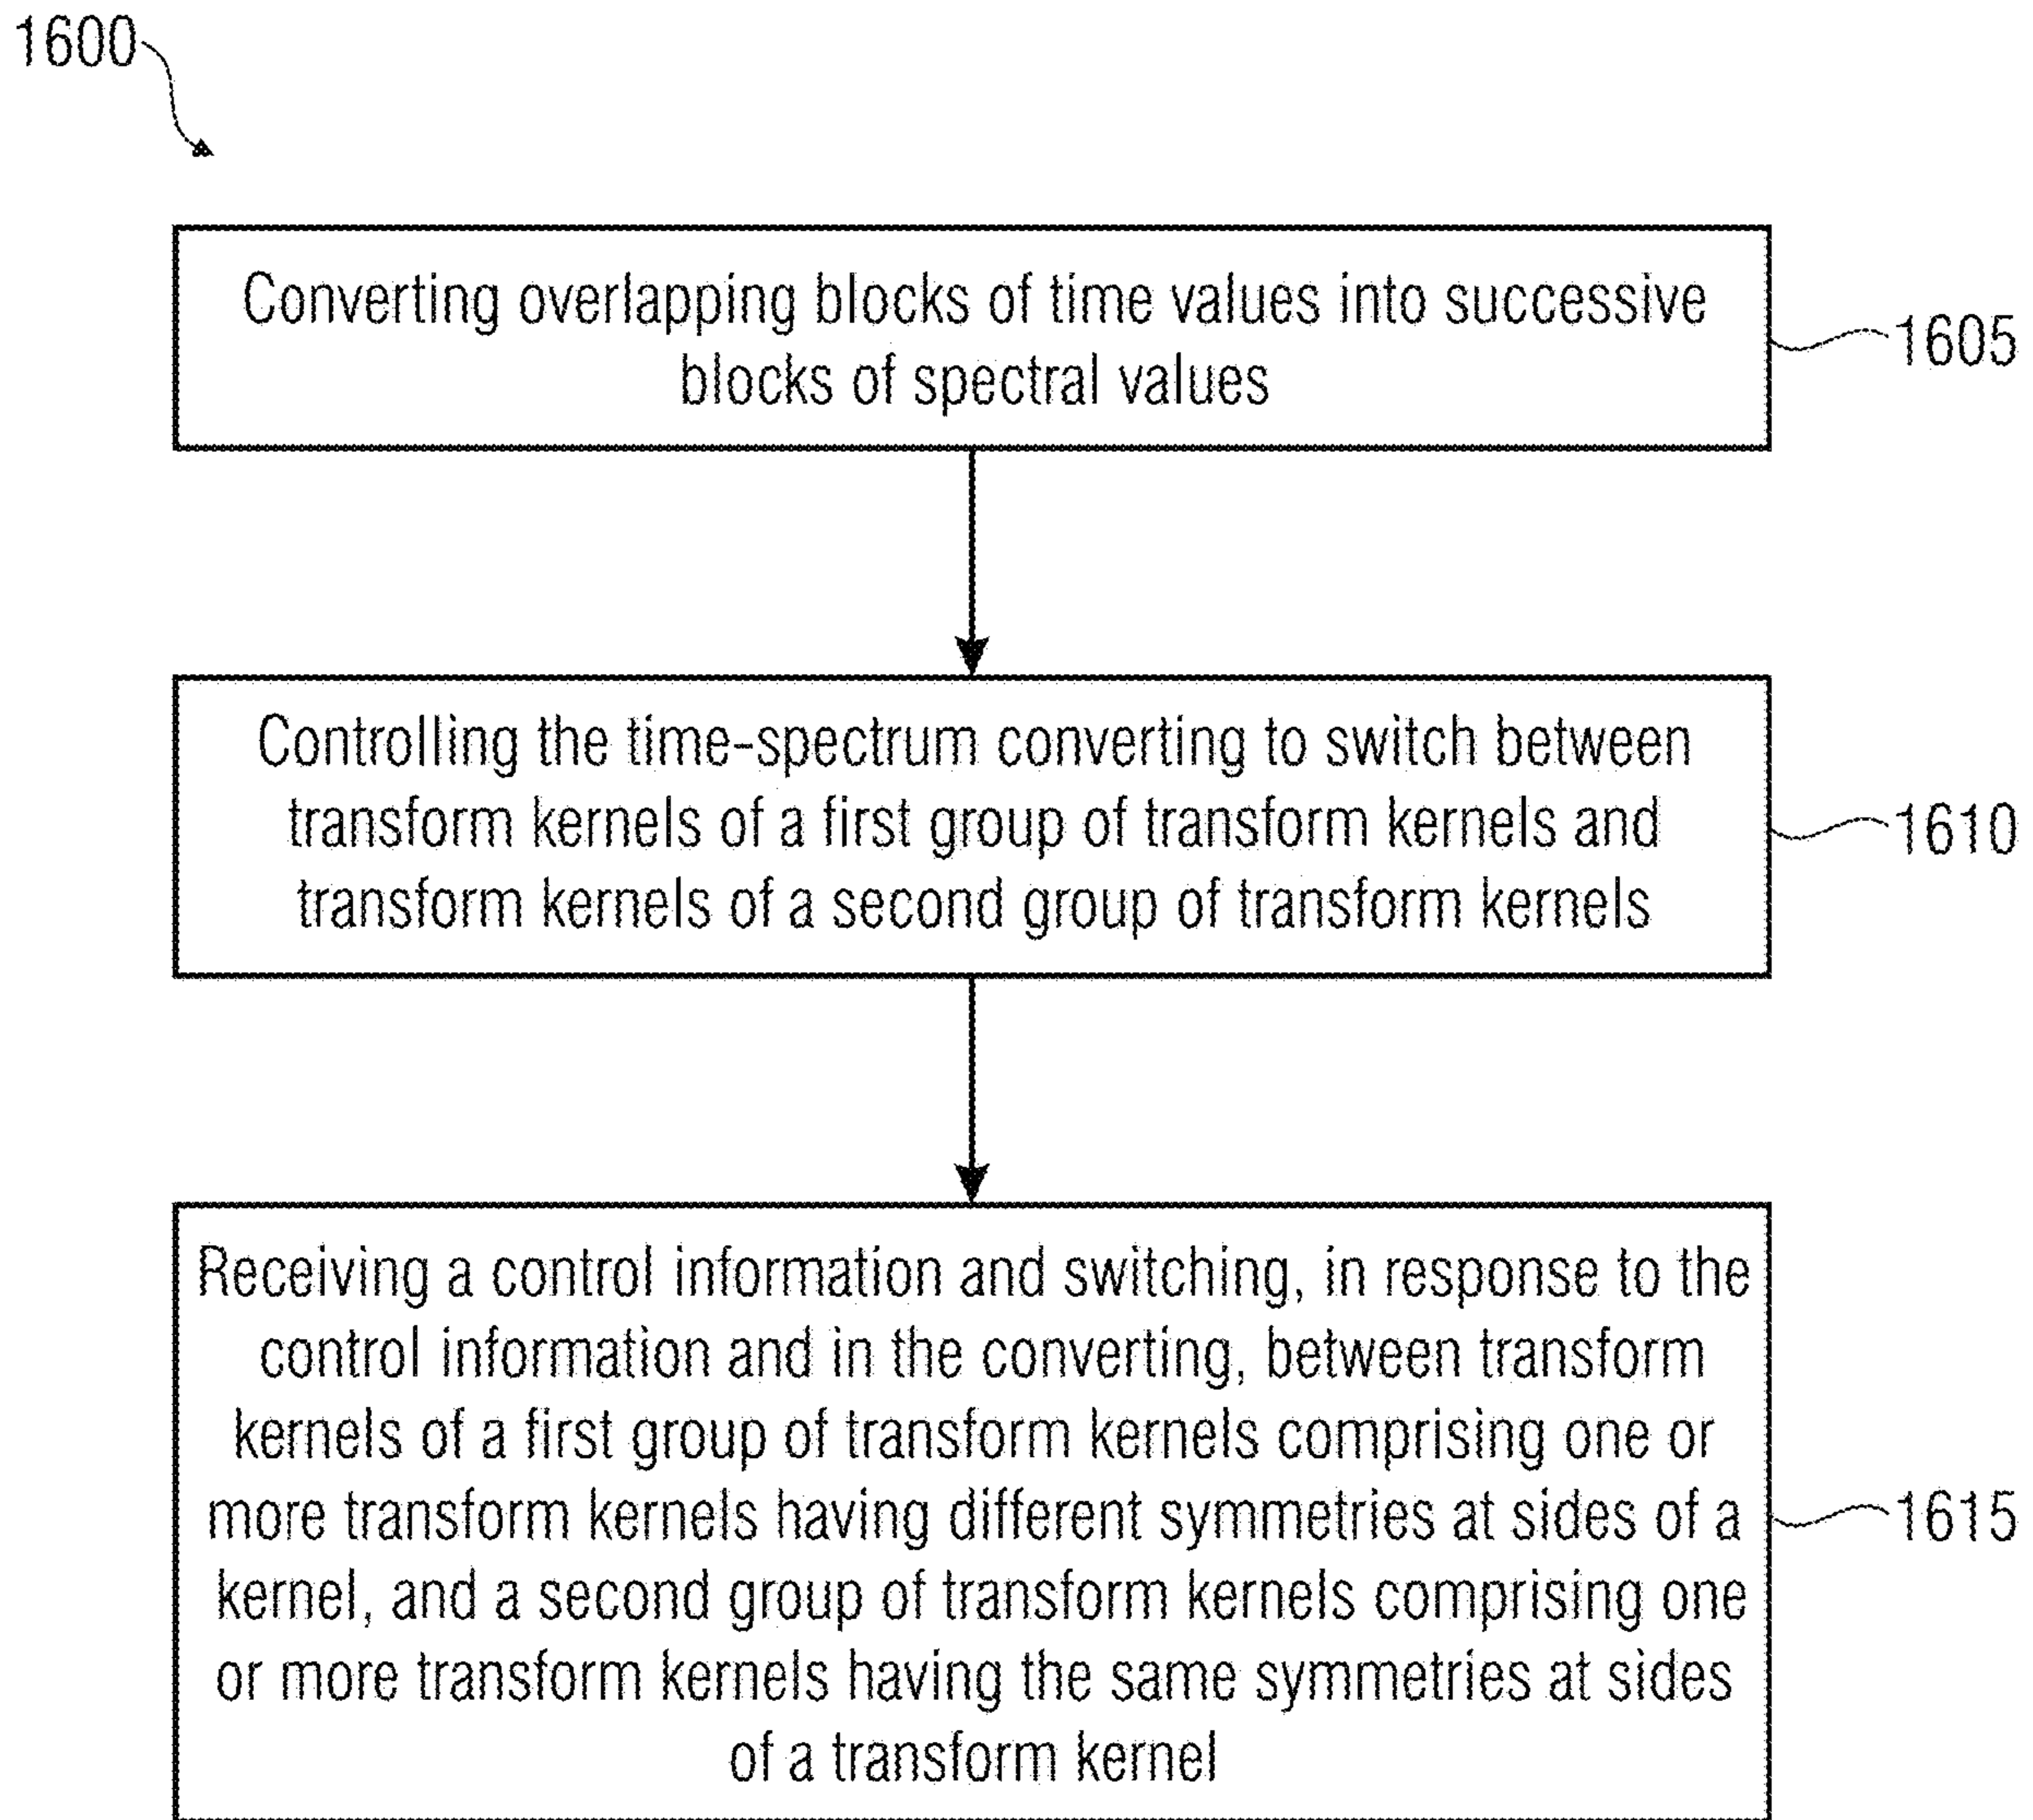 1600
Converting overlapping blocks of time values into successive
blocks of spectral values
1605
Controlling the time-spectrum converting to switch between
transform kernels of a first group of transform kernels and
transform kernels of a second group of transform kernels
1610
Receiving a control information and switching, in response to the
control information and in the converting, between transform
kernels of a first group of transform kernels comprising one or
more transform kernels having different symmetries at sides of a
kernel, and a second group of transform kernels comprising one
or more transform kernels having the same symmetries at sides
of a transform kernel
1615